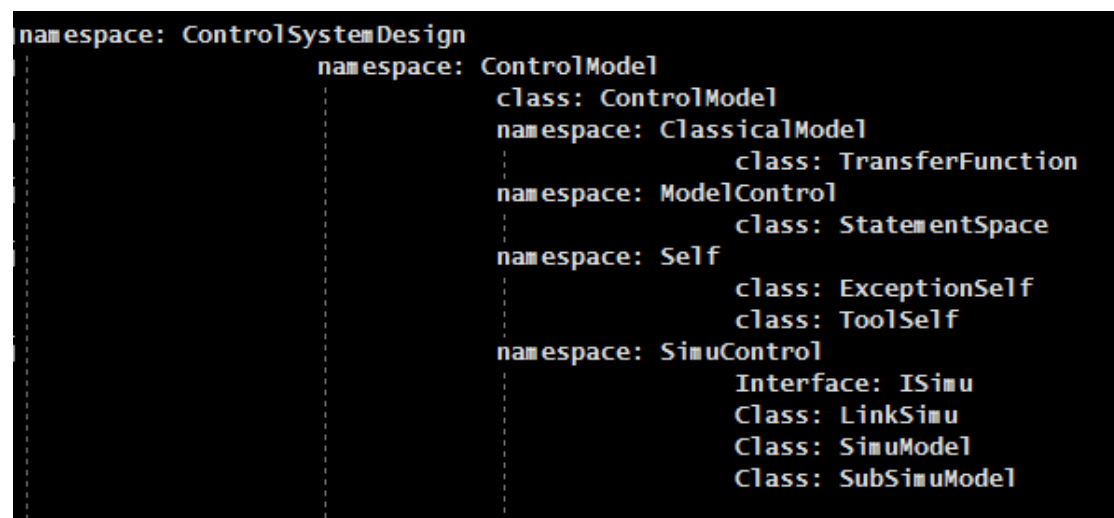 namespace: ControlSystemDesign
namespace: ControlModel
class: ControlModel
namespace: ClassicalModel
class: TransferFunction
namespace: ModelControl
class: StatementSpace
namespace: Self
class: ExceptionSelf
class: ToolSelf
namespace: SimuControl
Interface: ISimu
Class: LinkSimu
Class: SimuModel
Class: SubSimuModel